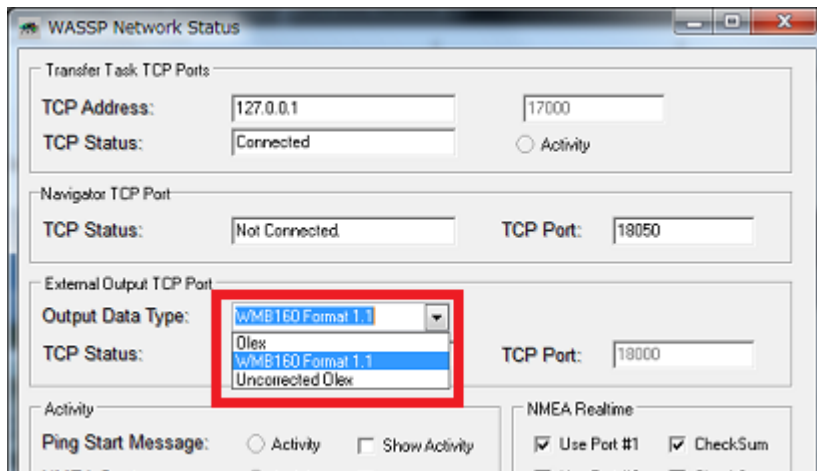 WASSP Network Status
Transfer Task TCP Ports
TCP Address: 127.0.0.1 17000
TCP Status: Connected Activity
Navigator TCP Port
TCP Status: Not Connected. TCP Port: 18050
External Output TCP Port
Output Data Type: WMB160 Format 1.1
Olex
WMB160 Format 1.1
Uncorrected Olex
TCP Status: TCP Port: 18000
Activity NMEA Realtime
Ping Start Message: Activity Show Activity Use Port #1 CheckSum